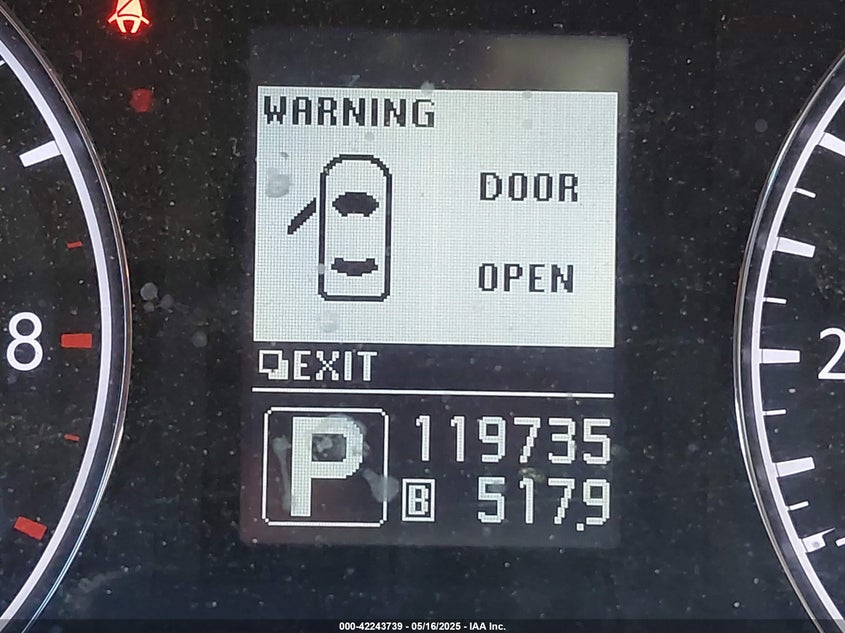 WARNING
DOOR
OPEN
EXIT
8
2
P
119735
B 517.9
000-42243739 - 05/16/2025 - IAA Inc.